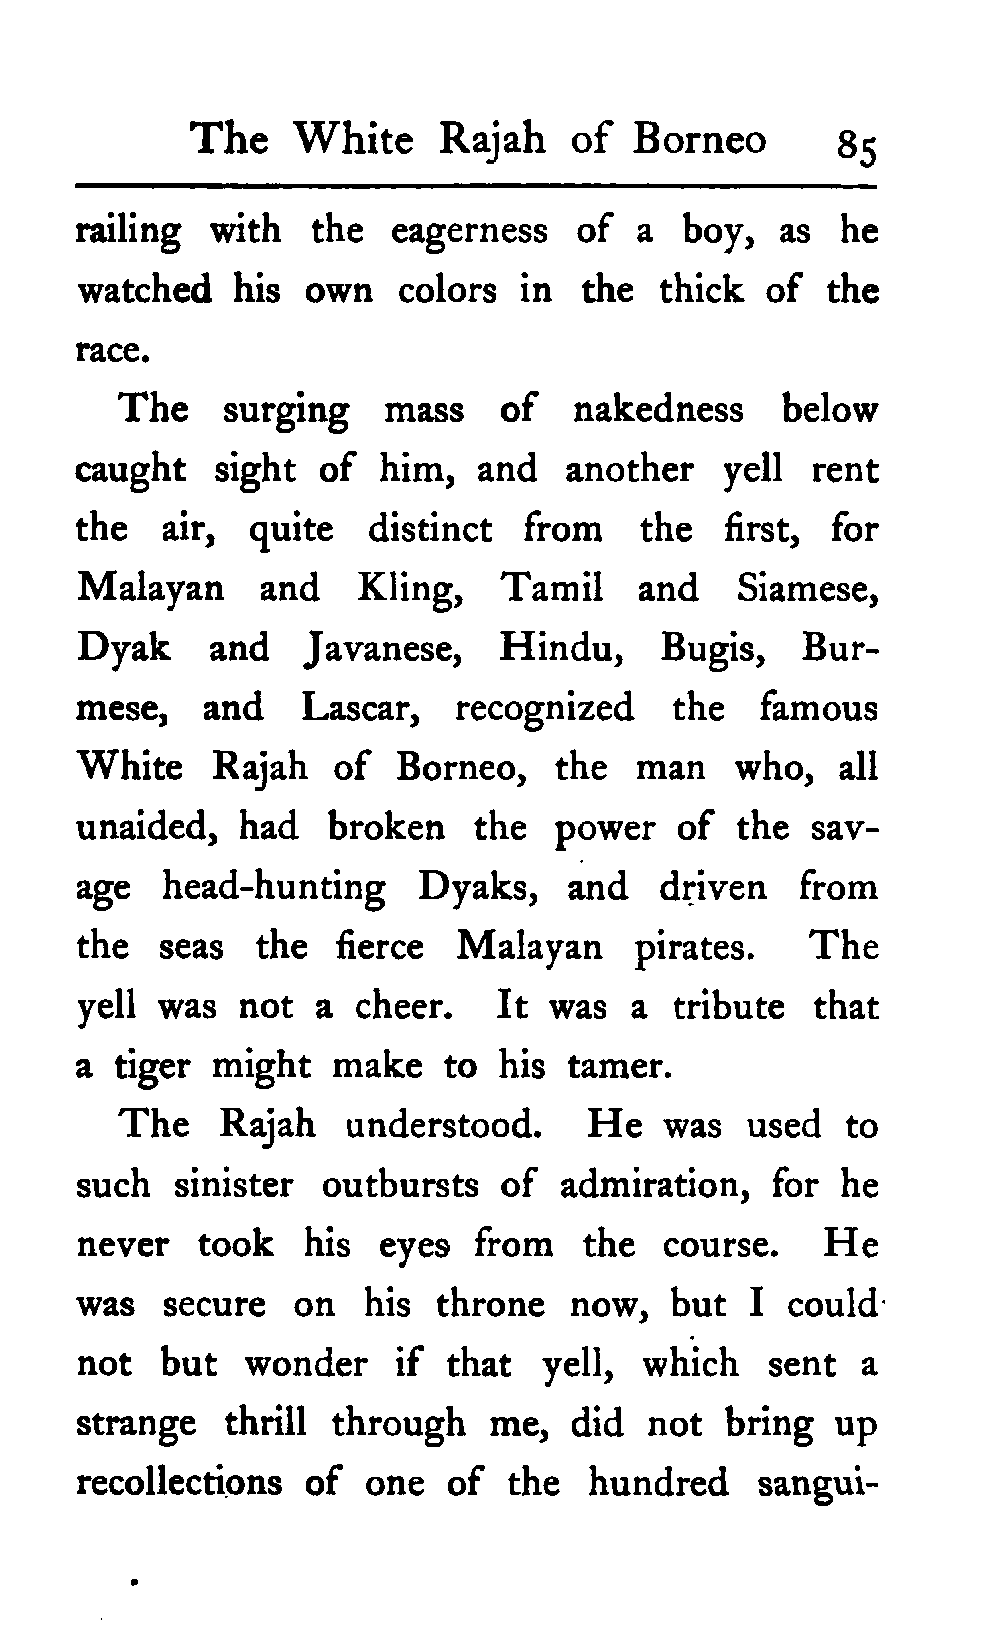 The White Rajah of Borneo 85
railing with the eagerness of a boy, as he
watched his own colors in the thick of the
race.
The surging mass of nakedness below
caught sight of him, and another yell rent
the air, quite distinct from the first, for
Malayan and Kling, Tamil and Siamese,
Dyak and Javanese, Hindu, Bugis, Bur-
mese, and Lascar, recognized the famous
White Rajah of Borneo, the man who, all
unaided, had broken the power of the sav-
age head-hunting Dyaks, and driven from
the seas the fierce Malayan pirates. The
yell was not a cheer. It was a tribute that
a tiger might make to his tamer.
The Rajah understood. He was used to
such sinister outbursts of admiration, for he
never took his eyes from the course. He
was secure on his throne now, but I could
not but wonder if that yell, which sent a
strange thrill through me, did not bring up
recollections of one of the hundred sangui-